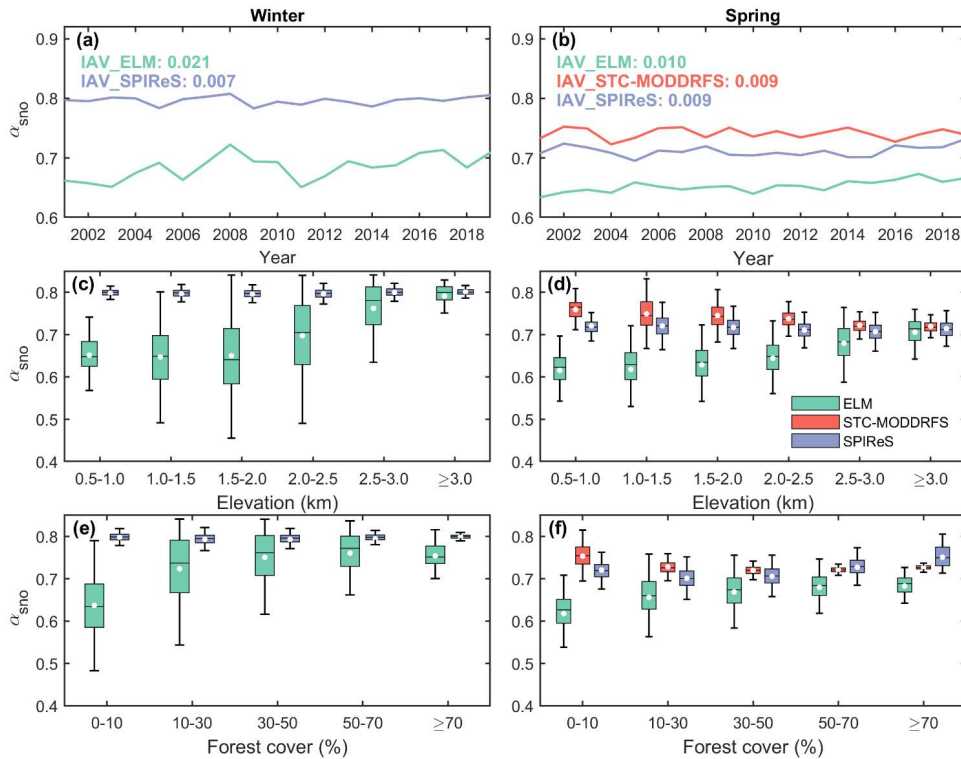 Winter
Spring
(a)
IAV_ELM: 0.021
IAV_SPIReS: 0.007
(b)
IAV_ELM: 0.010
IAV_STC-MODDRFS: 0.009
IAV_SPIReS: 0.009
0.9
0.8
0.7
0.6
α_sno
2002 2004 2006 2008 2010 2012 2014 2016 2018
Year
0.9
0.8
0.7
0.6
2002 2004 2006 2008 2010 2012 2014 2016 2018
Year
(c)
0.8
0.7
0.6
0.5
0.4
α_sno
0.5-1.0 1.0-1.5 1.5-2.0 2.0-2.5 2.5-3.0 ≥3.0
Elevation (km)
(d)
0.8
0.7
0.6
0.5
0.4
ELM
STC-MODDRFS
SPIReS
0.5-1.0 1.0-1.5 1.5-2.0 2.0-2.5 2.5-3.0 ≥3.0
Elevation (km)
(e)
0.8
0.7
0.6
0.5
0.4
α_sno
0-10 10-30 30-50 50-70 ≥70
Forest cover (%)
(f)
0.8
0.7
0.6
0.5
0.4
0-10 10-30 30-50 50-70 ≥70
Forest cover (%)